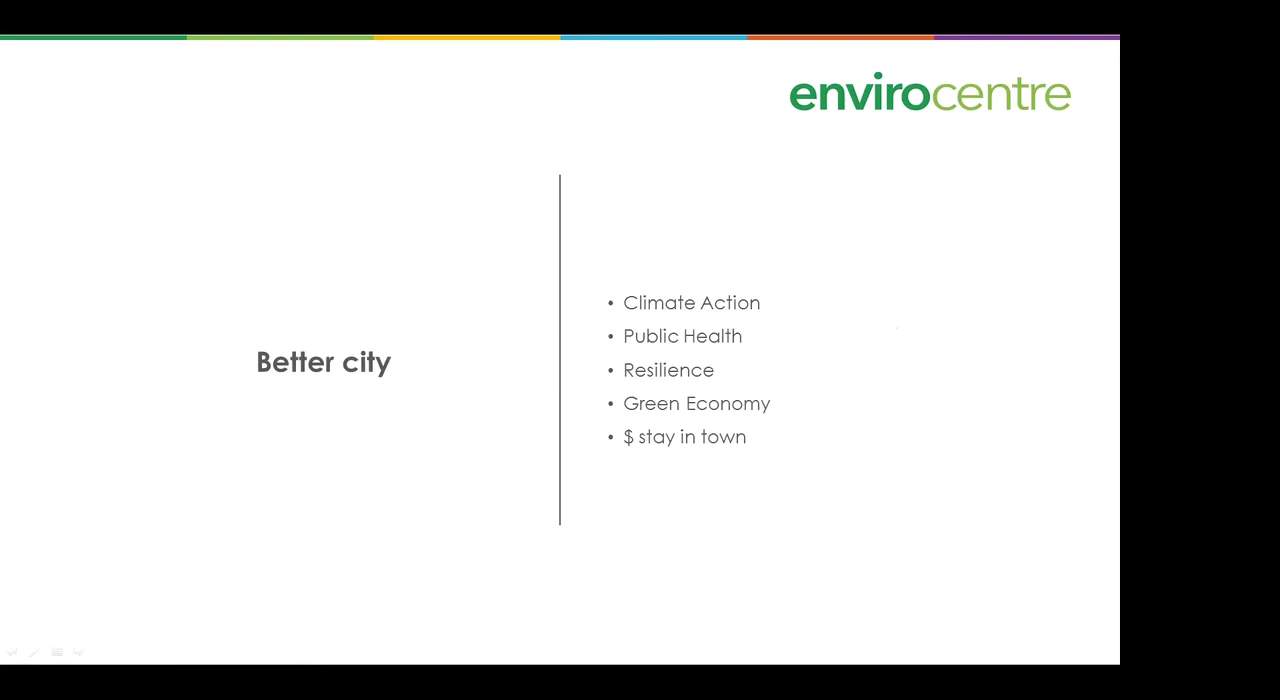 envirocentre
Better city
• Climate Action
• Public Health
• Resilience
• Green Economy
• $ stay in town